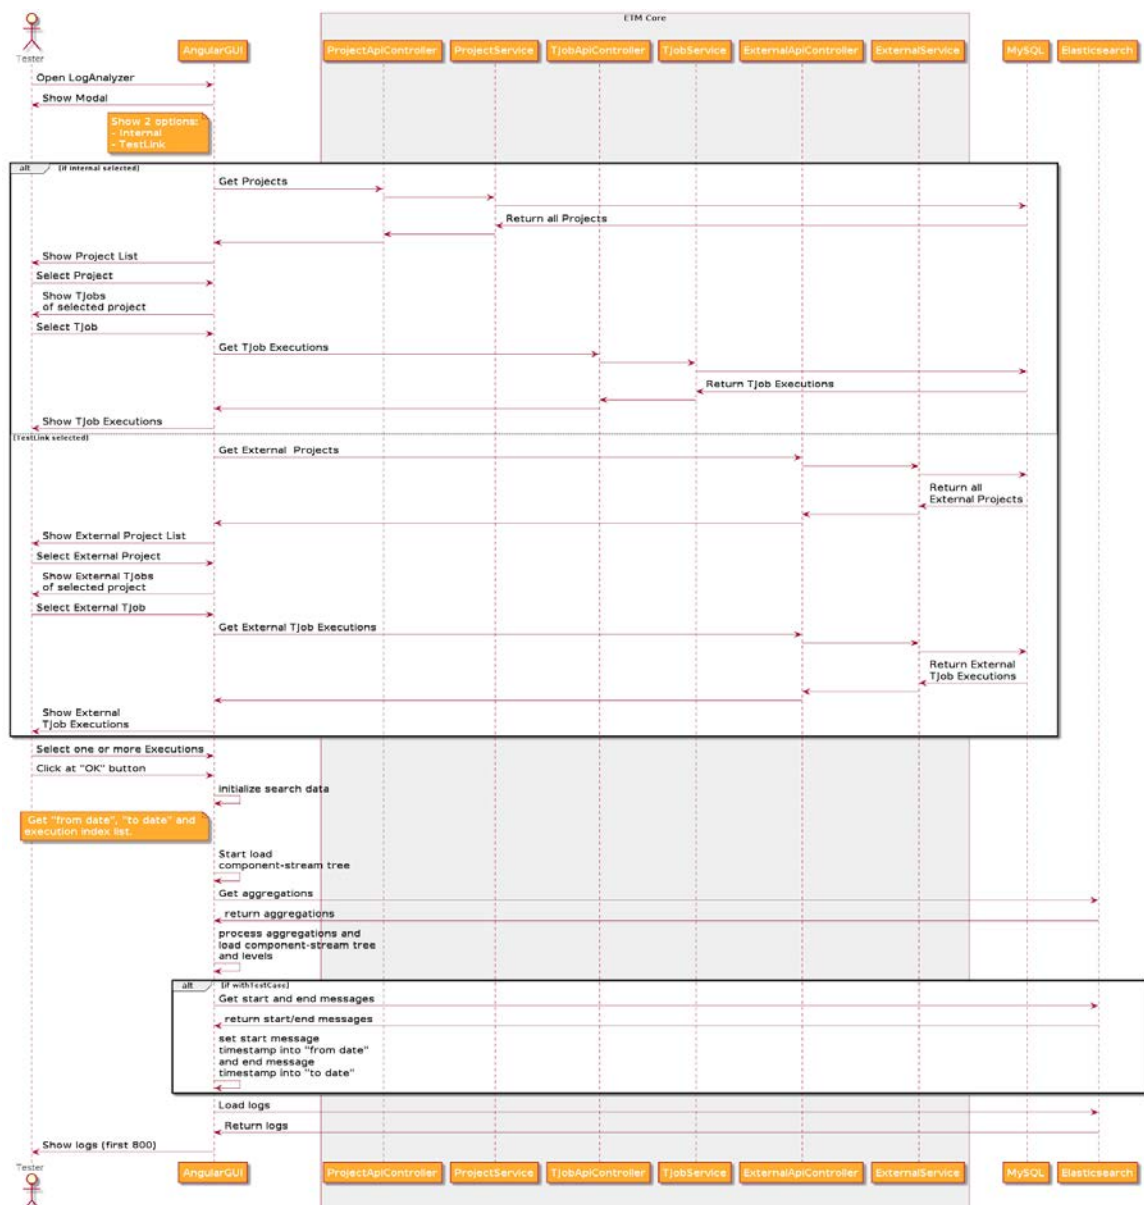 ETM Core
Tester
AngularGUI
ProjectApiController
ProjectService
TJobApiController
TJobService
ExternalApiController
ExternalService
MySQL
Elasticsearch
Open LogAnalyzer
Show Modal
Show 2 options:
- Internal
- TestLink
alt
[if internal selected]
Get Projects
Return all Projects
Show Project List
Select Project
Show TJobs
of selected project
Select TJob
Get TJob Executions
Return TJob Executions
Show TJob Executions
[TestLink selected]
Get External  Projects
Return all
External Projects
Show External Project List
Select External Project
Show External TJobs
of selected project
Select External TJob
Get External TJob Executions
Return External
TJob Executions
Show External
TJob Executions
Select one or more Executions
Click at "OK" button
initialize search data
Get "from date", "to date" and
execution index list.
Start load
component-stream tree
Get aggregations
return aggregations
process aggregations and
load component-stream tree
and levels
alt
[if withTestCase]
Get start and end messages
return start/end messages
set start message
timestamp into "from date"
and end message
timestamp into "to date"
Load logs
Return logs
Show logs (first 800)
Tester
AngularGUI
ProjectApiController
ProjectService
TJobApiController
TJobService
ExternalApiController
ExternalService
MySQL
Elasticsearch